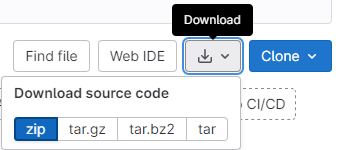 Download
Find file Web IDE Clone
Download source code
CI/CD
zip tar.gz tar.bz2 tar